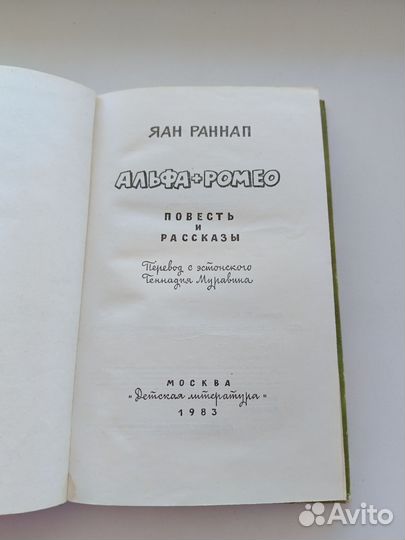 ЯАН РАННАП
АЛЬФА+РОМЕО
ПОВЕСТЬ
И
РАССКАЗЫ
Перевод с эстонского
Геннадия Муравина
МОСКВА
"Детская литература"
1983
Avito